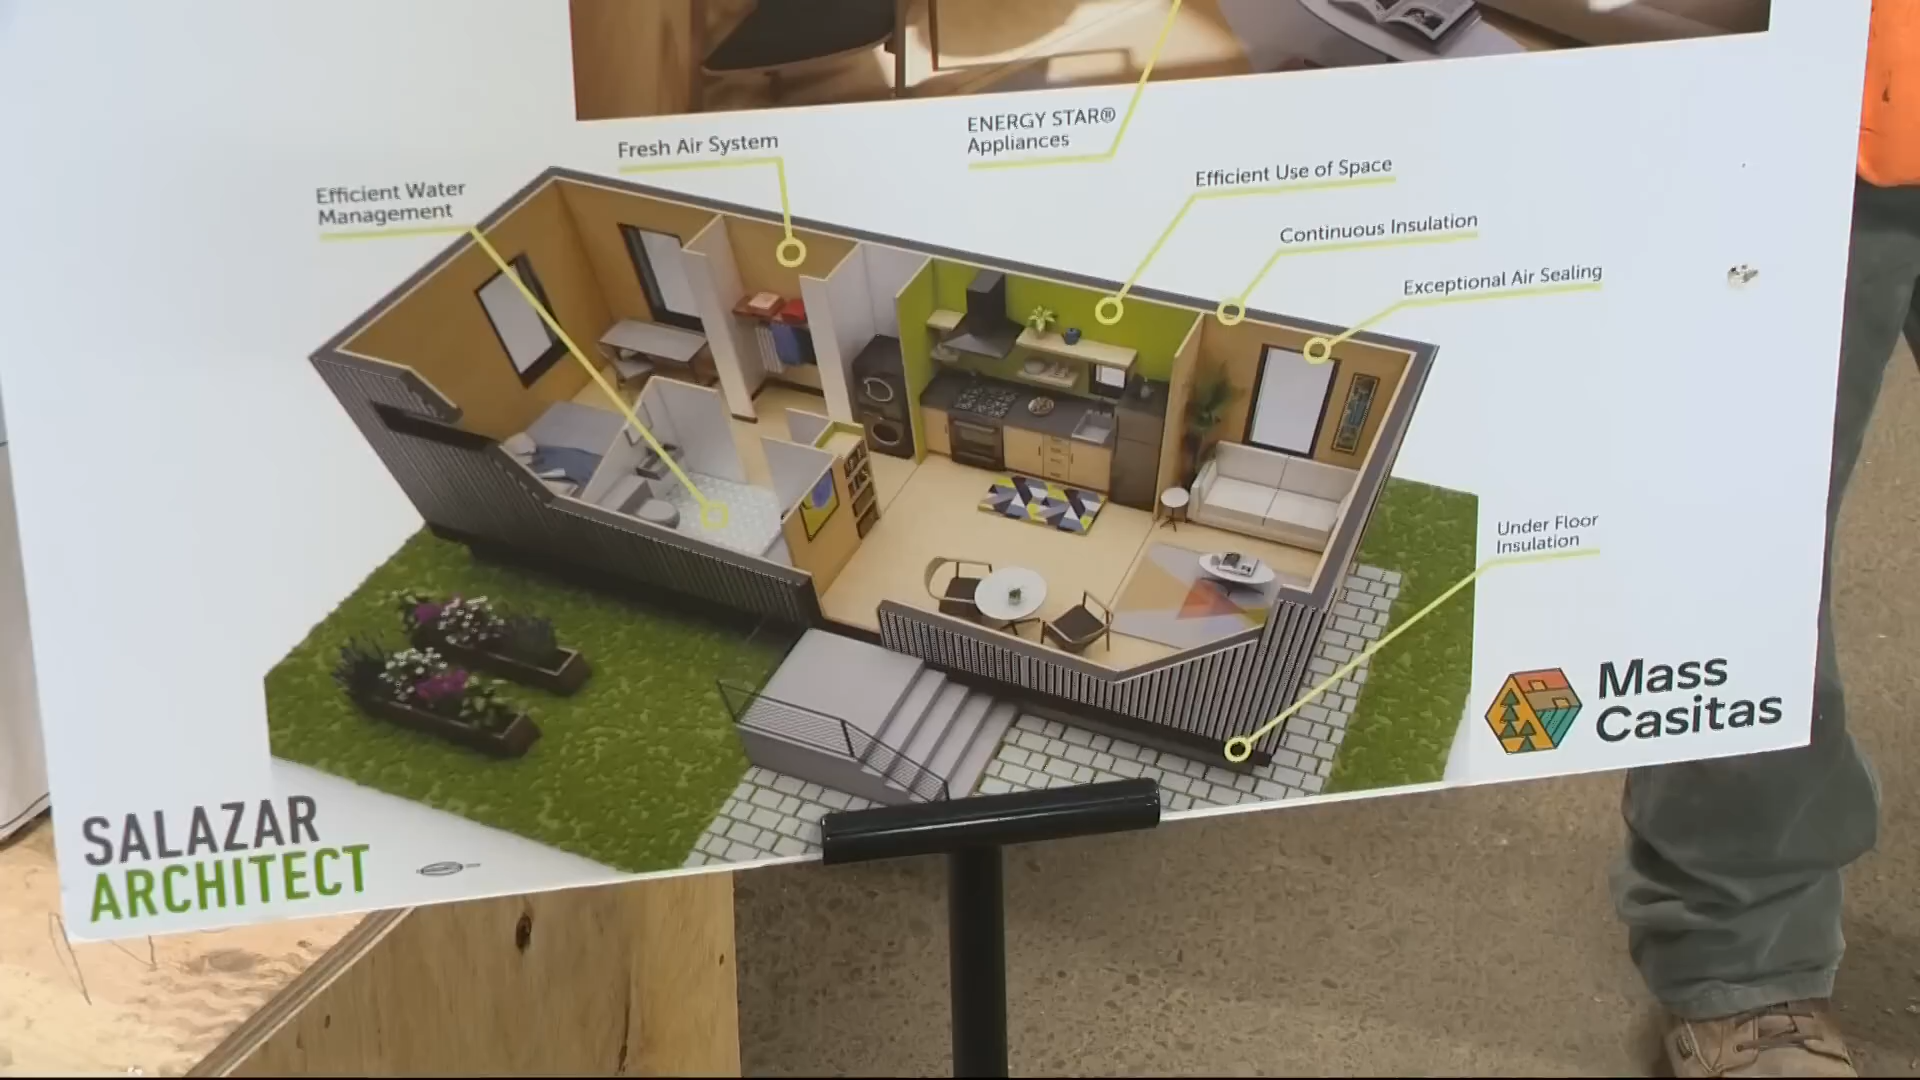 ENERGY STAR®
Appliances
Fresh Air System
Efficient Use of Space
Efficient Water
Management
Continuous Insulation
Exceptional Air Sealing
Under Floor
Insulation
Mass
Casitas
SALAZAR
ARCHITECT